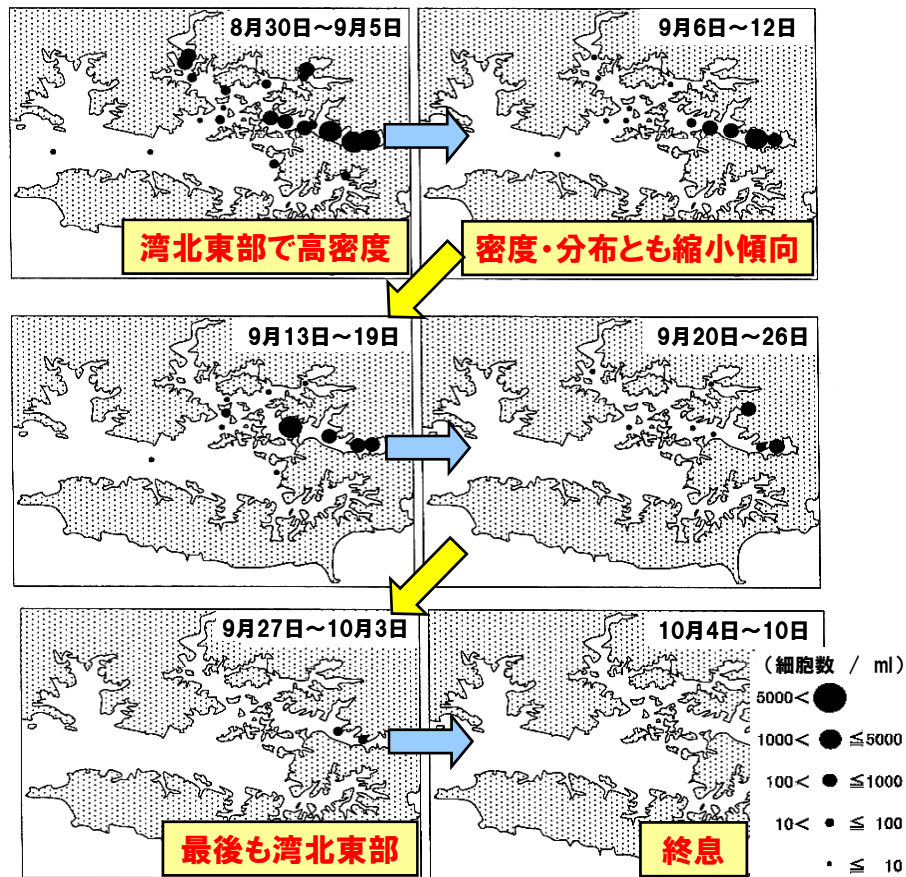 8月30日～9月5日
9月6日～12日
湾北東部で高密度
密度・分布とも縮小傾向
9月13日～19日
9月20日～26日
9月27日～10月3日
10月4日～10日
最後も湾北東部
終息
（細胞数 / ml）
5000<
1000< ≦5000
100< ≦1000
10< ≦ 100
≦ 10